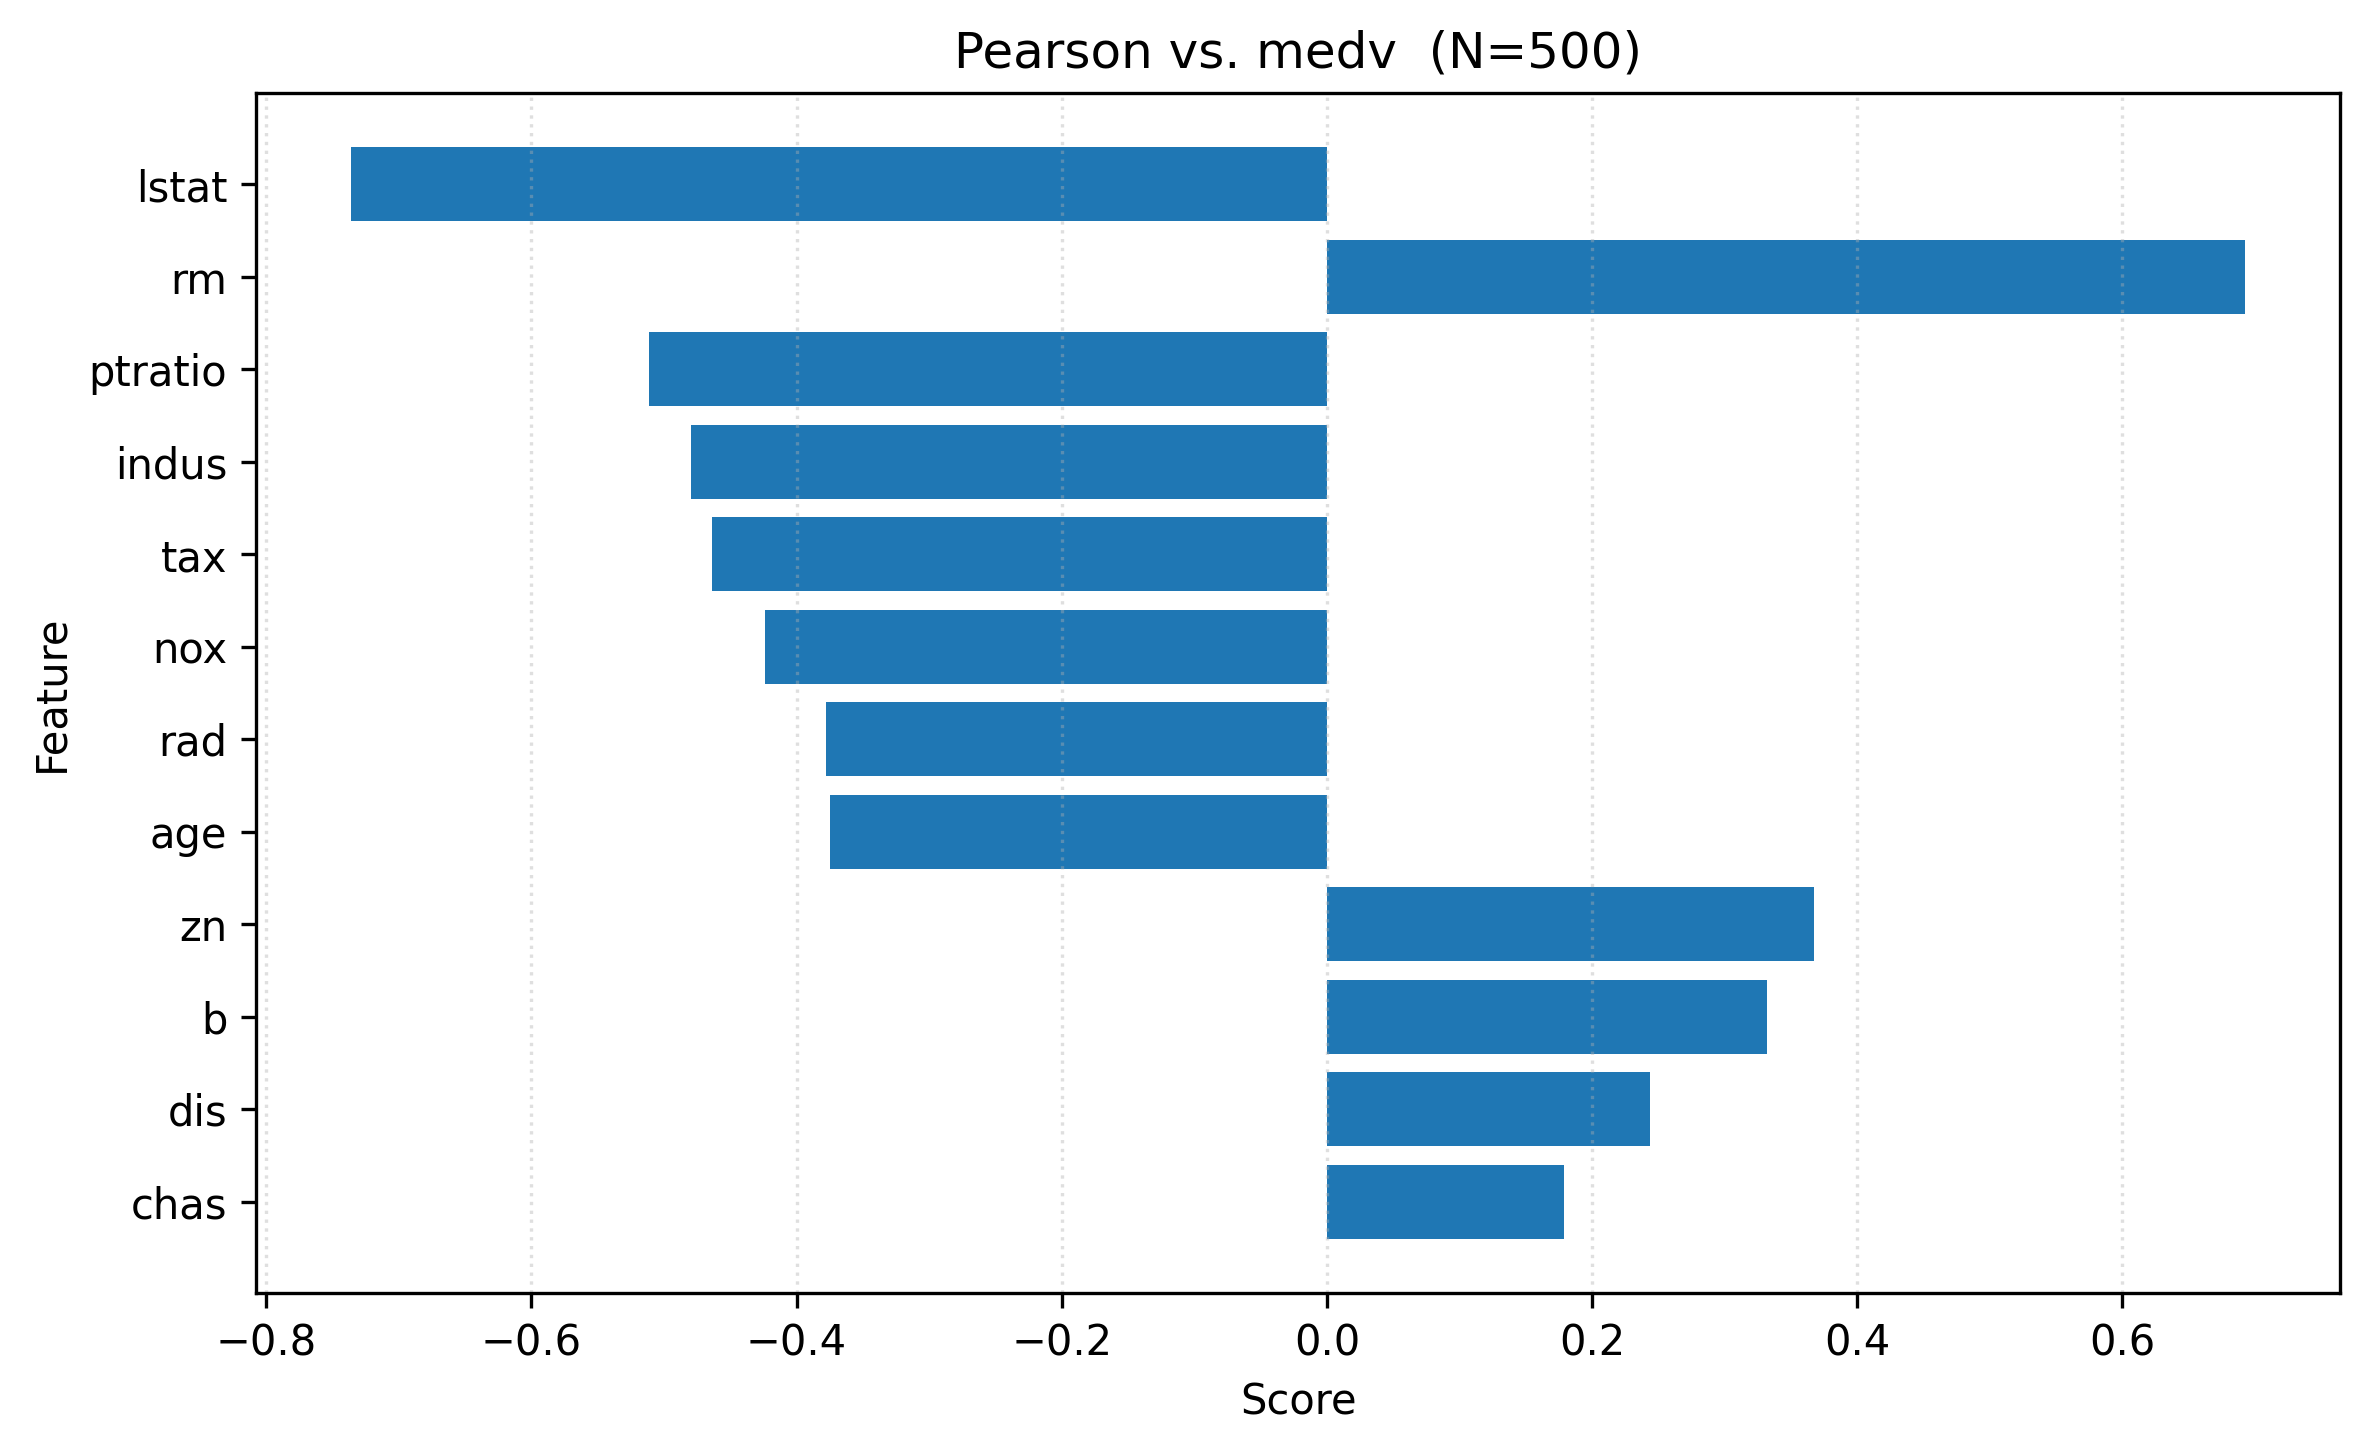 Pearson vs. medv (N=500)
lstat
rm
ptratio
indus
tax
nox
rad
age
zn
b
dis
chas
Feature
−0.8 −0.6 −0.4 −0.2 0.0 0.2 0.4 0.6
Score